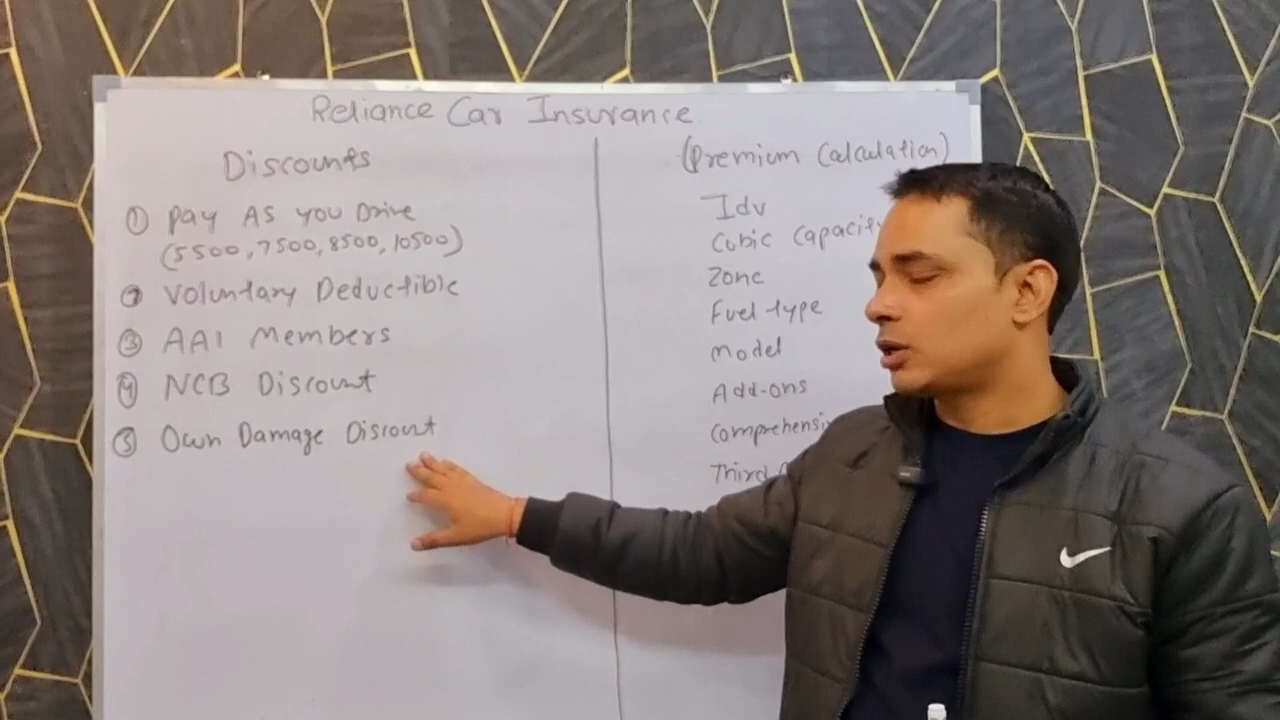 Reliance Car Insurance
Discounts
① Pay As you Drive
(5500, 7500, 8500, 10500)
② Voluntary Deductible
③ AAI Members
④ NCB Discount
⑤ Own Damage Discount
(Premium Calculation)
Idv
Cubic Capacity
Zone
Fuel type
Model
Add-ons
Comprehensi
Third